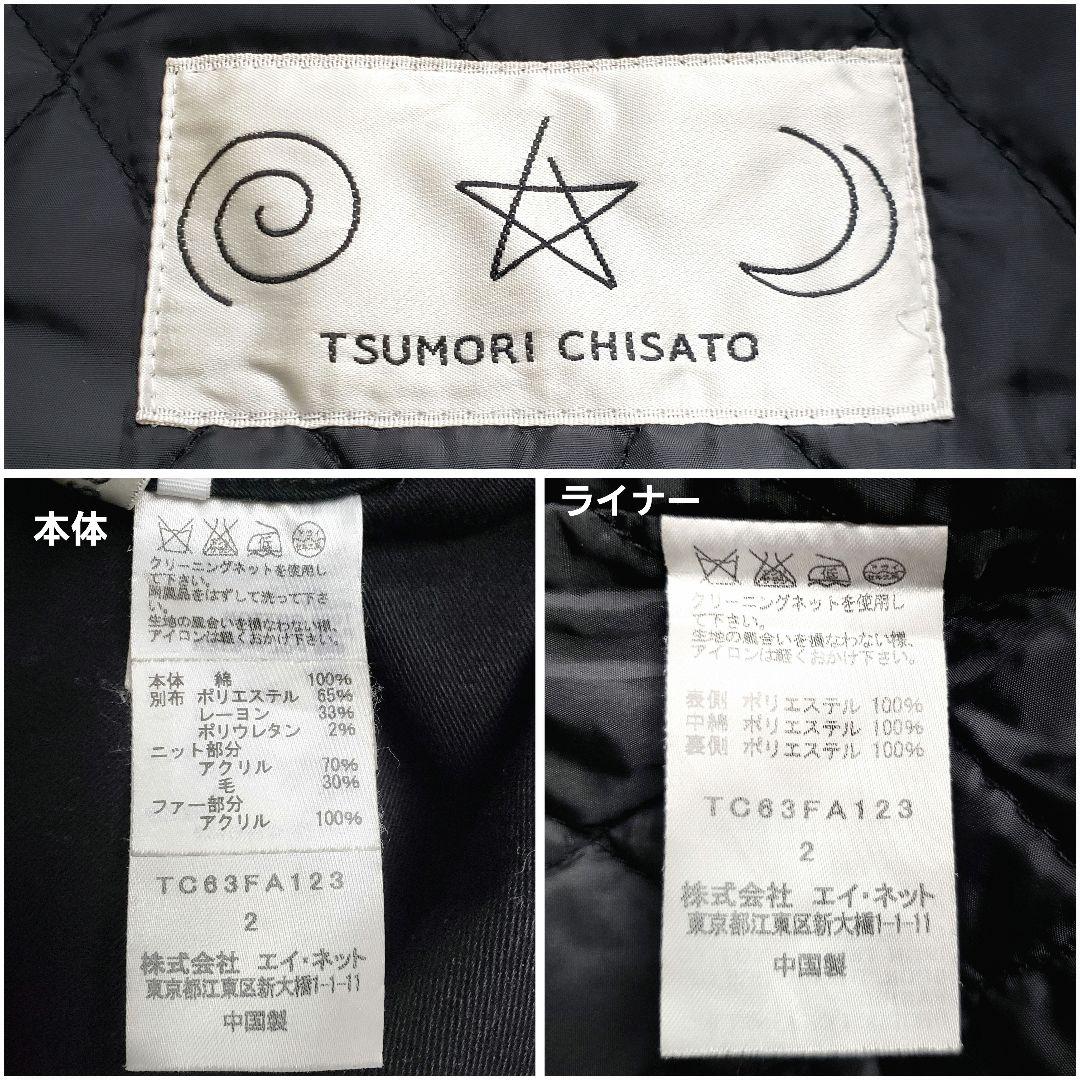 TSUMORI CHISATO
本体
クリーニングネットを使用し
て下さい。
附属品をはずして洗って下さ
い。
生地の風合いを損なわない様、
アイロンは軽くおかけ下さい。
本体 綿 100%
別布 ポリエステル 65%
レーヨン 33%
ポリウレタン 2%
ニット部分
アクリル 70%
毛 30%
ファー部分
アクリル 100%
TC63FA123
2
株式会社 エイ・ネット
東京都江東区新大橋1-1-11
中国製
ライナー
低
クリーニングネットを使用し
て下さい。
生地の風合いを損なわない様、
アイロンは軽くおかけ下さい。
表側 ポリエステル 100%
中綿 ポリエステル 100%
裏側 ポリエステル 100%
TC63FA123
2
株式会社 エイ・ネット
東京都江東区新大橋1-1-11
中国製